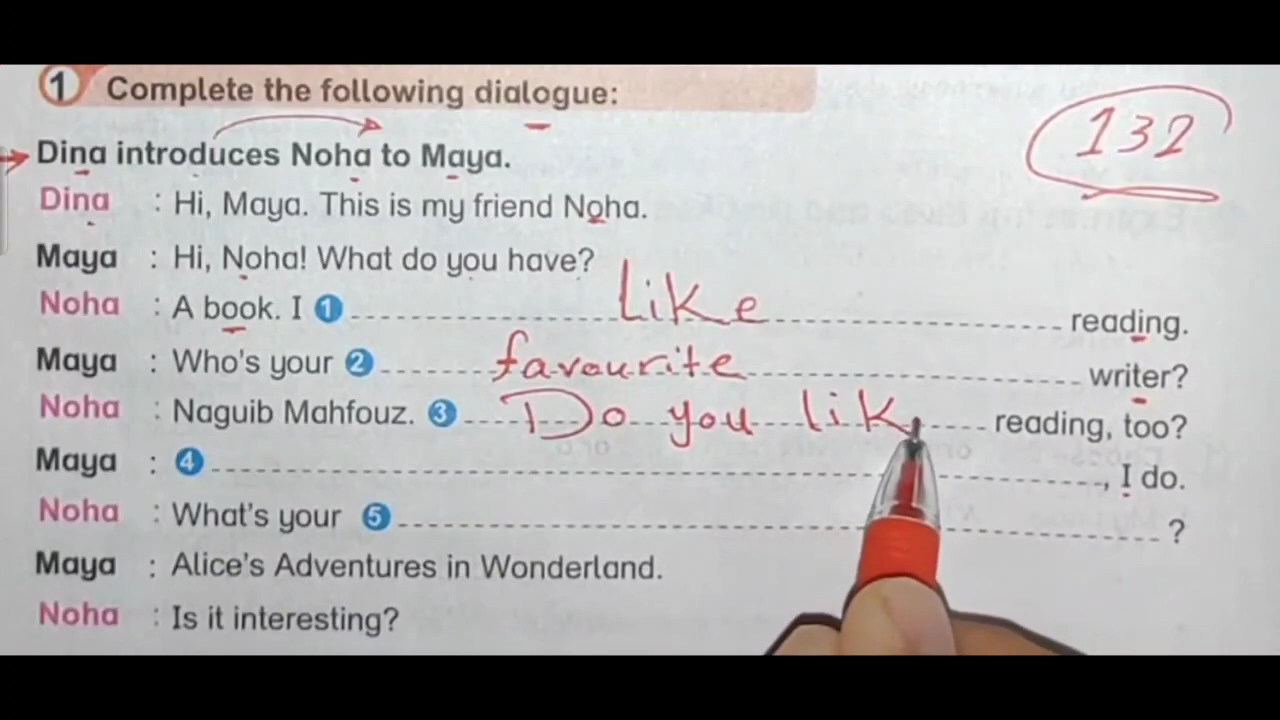 1 Complete the following dialogue:
132
Dina introduces Noha to Maya.
Dina : Hi, Maya. This is my friend Noha.
Maya : Hi, Noha! What do you have?
Noha : A book. I 1 like reading.
Maya : Who's your 2 favourite writer?
Noha : Naguib Mahfouz. 3 Do you lik reading, too?
Maya : 4 , I do.
Noha : What's your 5 ?
Maya : Alice's Adventures in Wonderland.
Noha : Is it interesting?